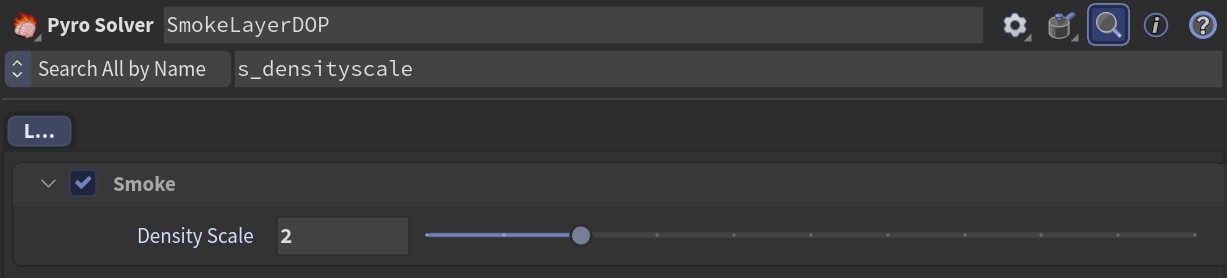 Pyro Solver SmokeLayerDOP
Search All by Name s_densityscale
L...
Smoke
Density Scale 2